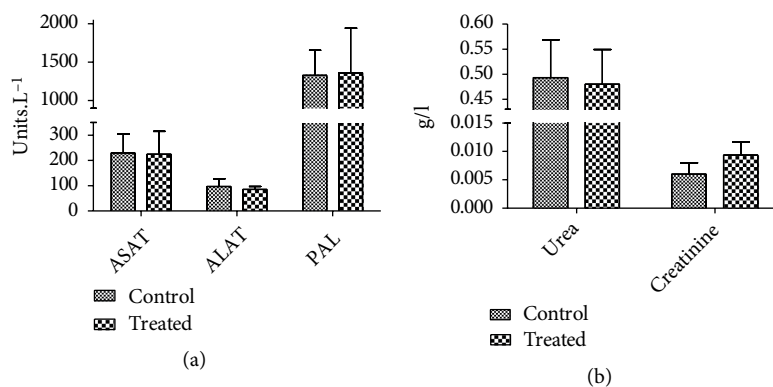 2000
1500
1000
300
200
100
0
Units.L⁻¹
ASAT
ALAT
PAL
Control
Treated
(a)
0.60
0.55
0.50
0.45
0.015
0.010
0.005
0.000
g/l
Urea
Creatinine
Control
Treated
(b)